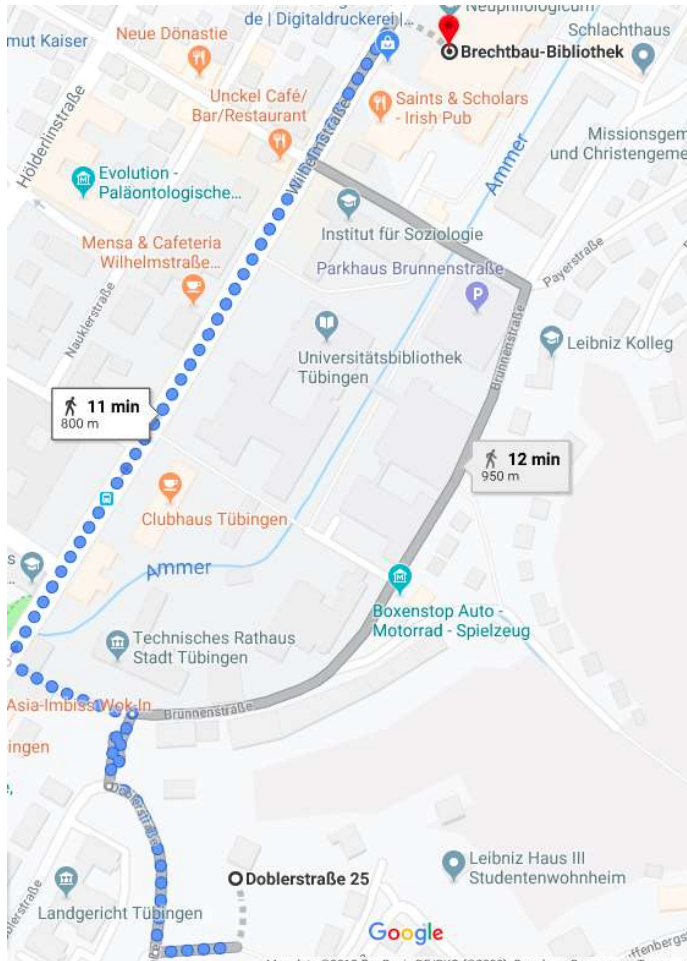 de | Digitaldruckerei |...
Neuphilologicum
Schlachthaus
Neue Dönastie
mut Kaiser
Brechtbau-Bibliothek
Unckel Café/
Bar/Restaurant
Saints & Scholars
- Irish Pub
Wilhelmstraße
Hölderlinstraße
Ammer
Missionsgem
und Christengeme
Evolution -
Paläontologische...
Institut für Soziologie
Mensa & Cafeteria
Wilhelmstraße...
Parkhaus Brunnenstraße
P
Payerstraße
Nauklerstraße
Universitätsbibliothek
Tübingen
Brunnenstraße
Leibniz Kolleg
11 min
800 m
12 min
950 m
Clubhaus Tübingen
Ammer
Boxenstop Auto -
Motorrad - Spielzeug
Technisches Rathaus
Stadt Tübingen
Asia-Imbiss Wok-In
Brunnenstraße
ingen
Doblerstraße
Doblerstraße 25
Leibniz Haus III
Studentenwohnheim
Landgericht Tübingen
Doblerstraße
Google